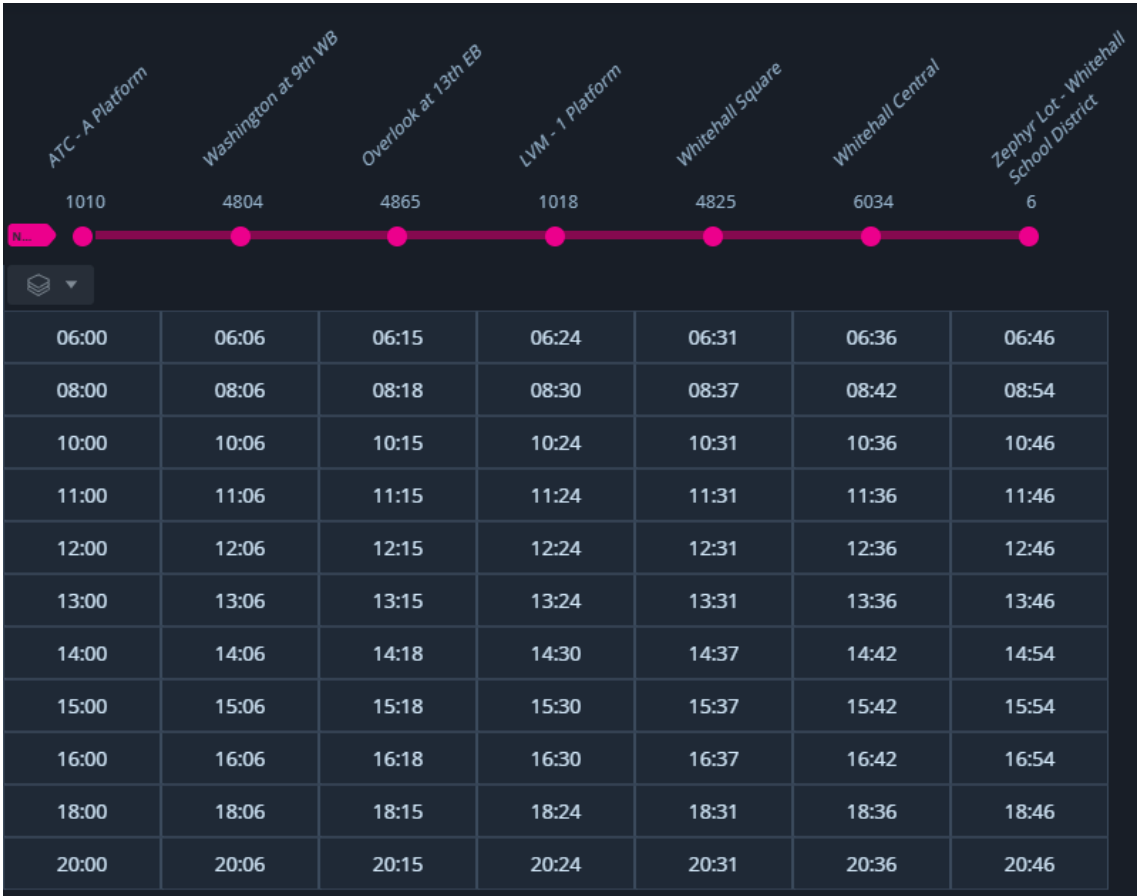 ATC - A Platform
Washington at 9th WB
Overlook at 13th EB
LVM - 1 Platform
Whitehall Square
Whitehall Central
Zephyr Lot - Whitehall
School District
1010 4804 4865 1018 4825 6034 6
N...
06:00 06:06 06:15 06:24 06:31 06:36 06:46
08:00 08:06 08:18 08:30 08:37 08:42 08:54
10:00 10:06 10:15 10:24 10:31 10:36 10:46
11:00 11:06 11:15 11:24 11:31 11:36 11:46
12:00 12:06 12:15 12:24 12:31 12:36 12:46
13:00 13:06 13:15 13:24 13:31 13:36 13:46
14:00 14:06 14:18 14:30 14:37 14:42 14:54
15:00 15:06 15:18 15:30 15:37 15:42 15:54
16:00 16:06 16:18 16:30 16:37 16:42 16:54
18:00 18:06 18:15 18:24 18:31 18:36 18:46
20:00 20:06 20:15 20:24 20:31 20:36 20:46